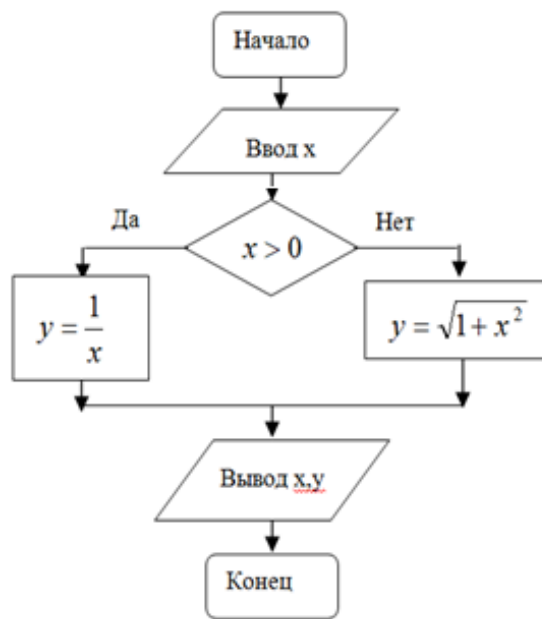 Начало
Ввод x
Да
x > 0
Нет
y = 1/x
y = √(1 + x²)
Вывод x,y
Конец